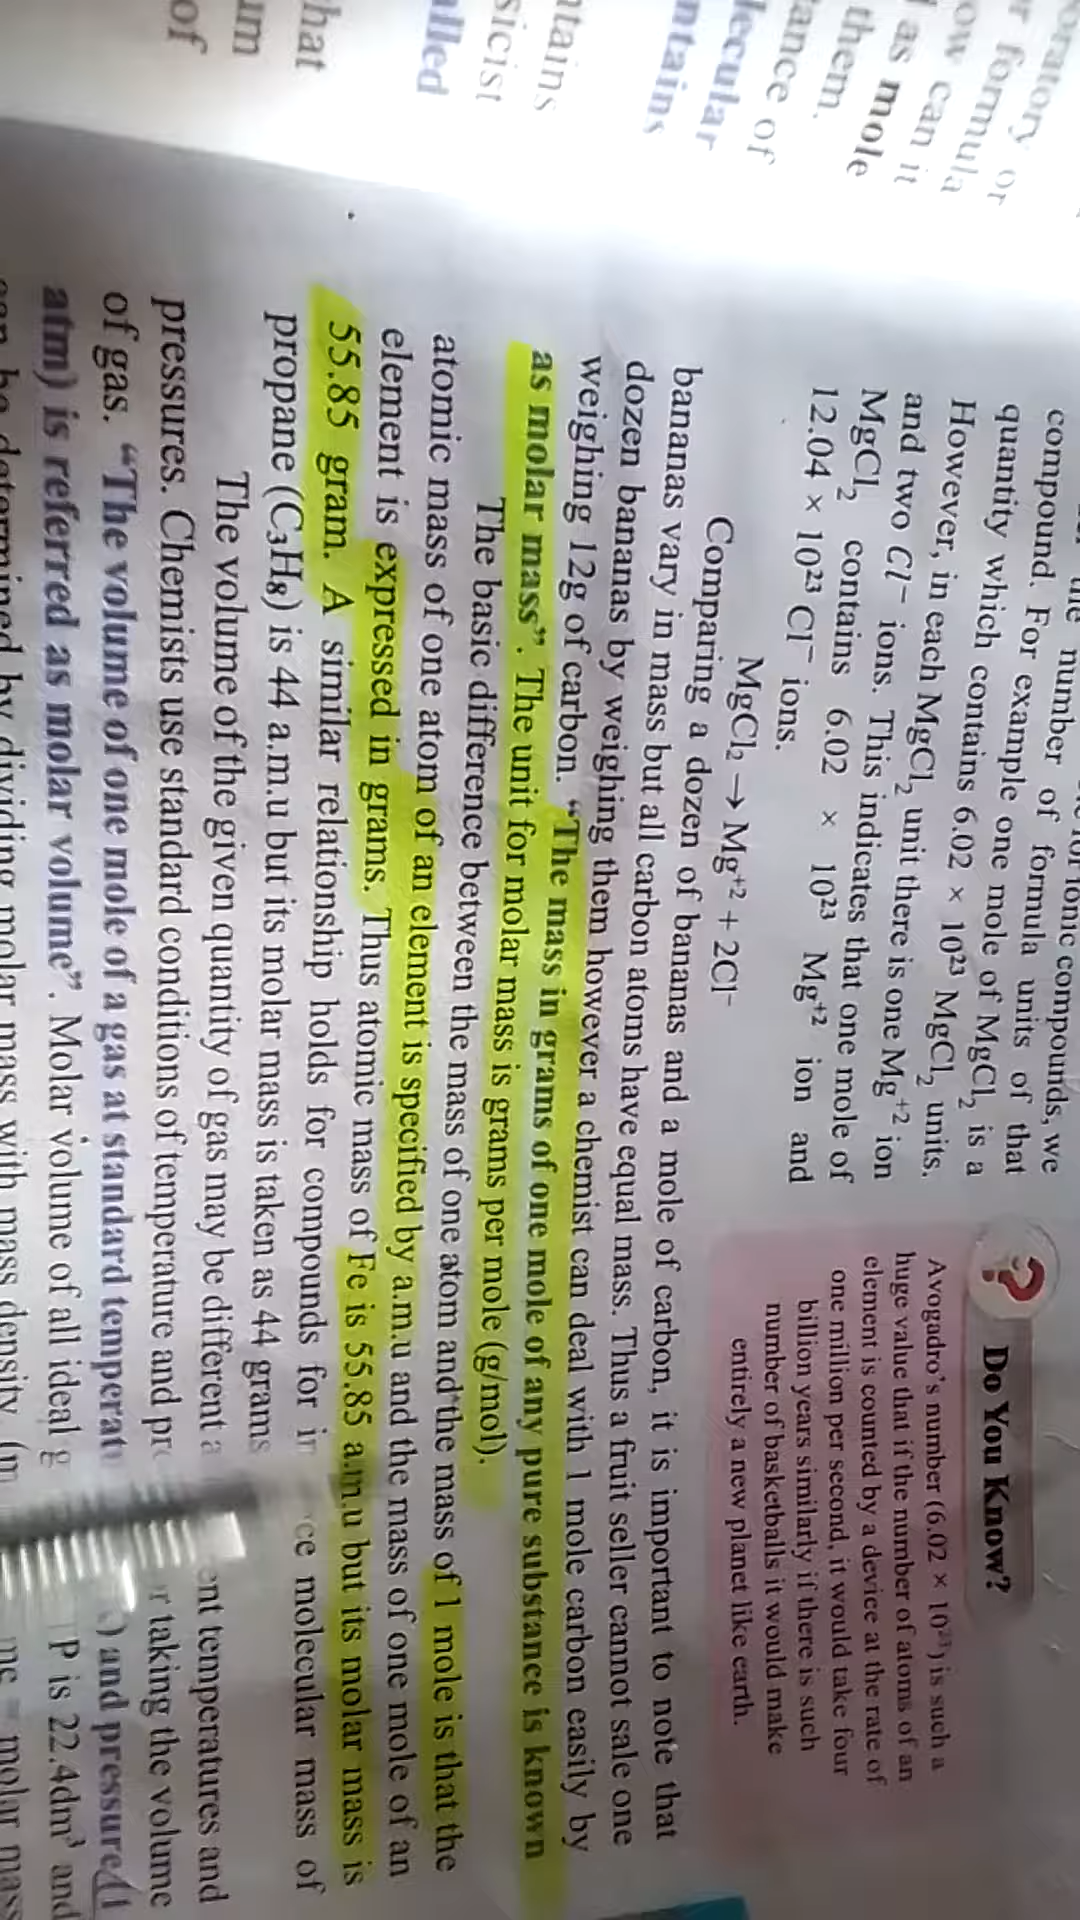 oratory or
r formula
ow can it
as mole
them.
ance of
lecular
ntains
ntains
sicist
alled
hat
um
of
the number of formula units of that
compound. For example one mole of MgCl₂ is a
quantity which contains 6.02 × 10²³ MgCl₂ units.
However, in each MgCl₂ unit there is one Mg⁺² ion
and two Cl⁻ ions. This indicates that one mole of
MgCl₂ contains 6.02 × 10²³ Mg⁺² ion and
12.04 × 10²³ Cl⁻ ions.
MgCl₂ → Mg⁺² + 2Cl⁻
Do You Know?
Avogadro's number (6.02 × 10²³) is such a
huge value that if the number of atoms of an
element is counted by a device at the rate of
one million per second, it would take four
billion years similarly if there is such
number of basketballs it would make
entirely a new planet like earth.
Comparing a dozen of bananas and a mole of carbon, it is important to note that
bananas vary in mass but all carbon atoms have equal mass. Thus a fruit seller cannot sale one
dozen bananas by weighing them however a chemist can deal with 1 mole carbon easily by
weighing 12g of carbon. "The mass in grams of one mole of any pure substance is known
as molar mass". The unit for molar mass is grams per mole (g/mol).
The basic difference between the mass of one atom and the mass of 1 mole is that the
atomic mass of one atom of an element is specified by a.m.u and the mass of one mole of an
element is expressed in grams. Thus atomic mass of Fe is 55.85 a.m.u but its molar mass is
55.85 gram. A similar relationship holds for compounds for ce molecular mass of
propane (C₃H₈) is 44 a.m.u but its molar mass is taken as 44 grams
The volume of the given quantity of gas may be different a ent temperatures and
pressures. Chemists use standard conditions of temperature and pre r taking the volume
of gas. "The volume of one mole of a gas at standard temperatu ) and pressure(1
atm) is referred as molar volume". Molar volume of all ideal g P is 22.4dm³ and
can be determined by dividing molar mass with mass density (m = molar mass